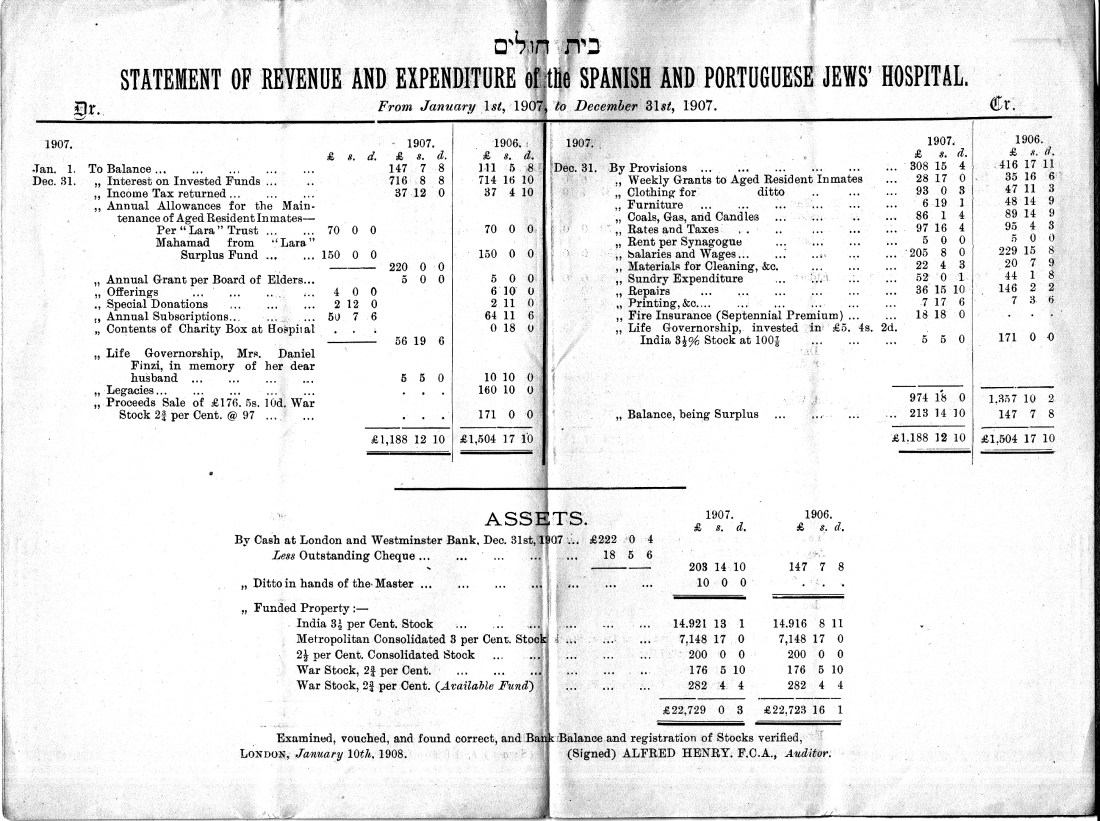 בית חולים
STATEMENT OF REVENUE AND EXPENDITURE of the SPANISH AND PORTUGUESE JEWS' HOSPITAL.
Dr. From January 1st, 1907, to December 31st, 1907. Cr.
1907. 1907. 1906.
£ s. d. £ s. d. £ s. d.
Jan. 1. To Balance ... ... ... ... ... 147 7 8 111 5 8
Dec. 31. „ Interest on Invested Funds ... .. 716 8 8 714 16 10
„ Income Tax returned ... ... ... 37 12 0 37 4 10
„ Annual Allowances for the Main-
tenance of Aged Resident Inmates—
Per "Lara" Trust ... ... 70 0 0 70 0 0
Mahamad from "Lara"
Surplus Fund ... ... 150 0 0 150 0 0
220 0 0
„ Annual Grant per Board of Elders... 5 0 0 5 0 0
„ Offerings ... ... ... ... 4 0 0 6 10 0
„ Special Donations ... ... ... 2 12 0 2 11 0
„ Annual Subscriptions... ... ... 50 7 6 64 11 6
„ Contents of Charity Box at Hospital . . . 0 18 0
56 19 6
„ Life Governorship, Mrs. Daniel
Finzi, in memory of her dear
husband ... ... ... ... 5 5 0 10 10 0
„ Legacies... ... ... ... ... . . . 160 10 0
„ Proceeds Sale of £176. 5s. 10d. War
Stock 2¾ per Cent. @ 97 ... ... . . . 171 0 0
£1,188 12 10 £1,504 17 10
1907. 1907. 1906.
£ s. d. £ s. d.
Dec. 31. By Provisions ... ... ... ... ... ... 308 15 4 416 17 11
„ Weekly Grants to Aged Resident Inmates ... 28 17 0 35 16 6
„ Clothing for ditto .. ... ... 93 0 3 47 11 3
„ Furniture ... ... ... ... ... ... 6 19 1 48 14 9
„ Coals, Gas, and Candles ... ... .. ... 86 1 4 89 14 9
„ Rates and Taxes .. ... ... ... ... 97 16 4 95 4 3
„ Rent per Synagogue ... ... ... ... 5 0 0 5 0 0
„ Salaries and Wages... ... ... ... ... 205 8 0 229 15 8
„ Materials for Cleaning, &c. ... ... ... 22 4 3 20 7 9
„ Sundry Expenditure ... ... ... ... 52 0 1 44 1 8
„ Repairs ... ... ... ... ... ... 36 15 10 146 2 2
„ Printing, &c.... ... ... ... ... ... 7 17 6 7 3 6
„ Fire Insurance (Septennial Premium) ... ... 18 18 0 . . .
„ Life Governorship, invested in £5. 4s. 2d.
India 3½% Stock at 100⅞ ... ... ... 5 5 0 171 0 0
974 18 0 1,357 10 2
„ Balance, being Surplus ... ... ... ... 213 14 10 147 7 8
£1,188 12 10 £1,504 17 10
ASSETS.
1907. 1906.
£ s. d. £ s. d.
By Cash at London and Westminster Bank, Dec. 31st, 1907 ... £222 0 4
Less Outstanding Cheque ... ... ... ... ... 18 5 6
203 14 10 147 7 8
„ Ditto in hands of the Master ... ... ... ... ... ... ... 10 0 0 . . .
„ Funded Property :—
India 3½ per Cent. Stock ... .. ... ... ... ... 14.921 13 1 14.916 8 11
Metropolitan Consolidated 3 per Cent. Stock ... ... ... 7,148 17 0 7,148 17 0
2½ per Cent. Consolidated Stock ... ... ... ... ... 200 0 0 200 0 0
War Stock, 2¾ per Cent. ... ... ... ... ... ... 176 5 10 176 5 10
War Stock, 2¾ per Cent. (Available Fund) ... ... ... 282 4 4 282 4 4
£22,729 0 3 £22,723 16 1
Examined, vouched, and found correct, and Bank Balance and registration of Stocks verified,
LONDON, January 10th, 1908. (Signed) ALFRED HENRY. F.C.A., Auditor.